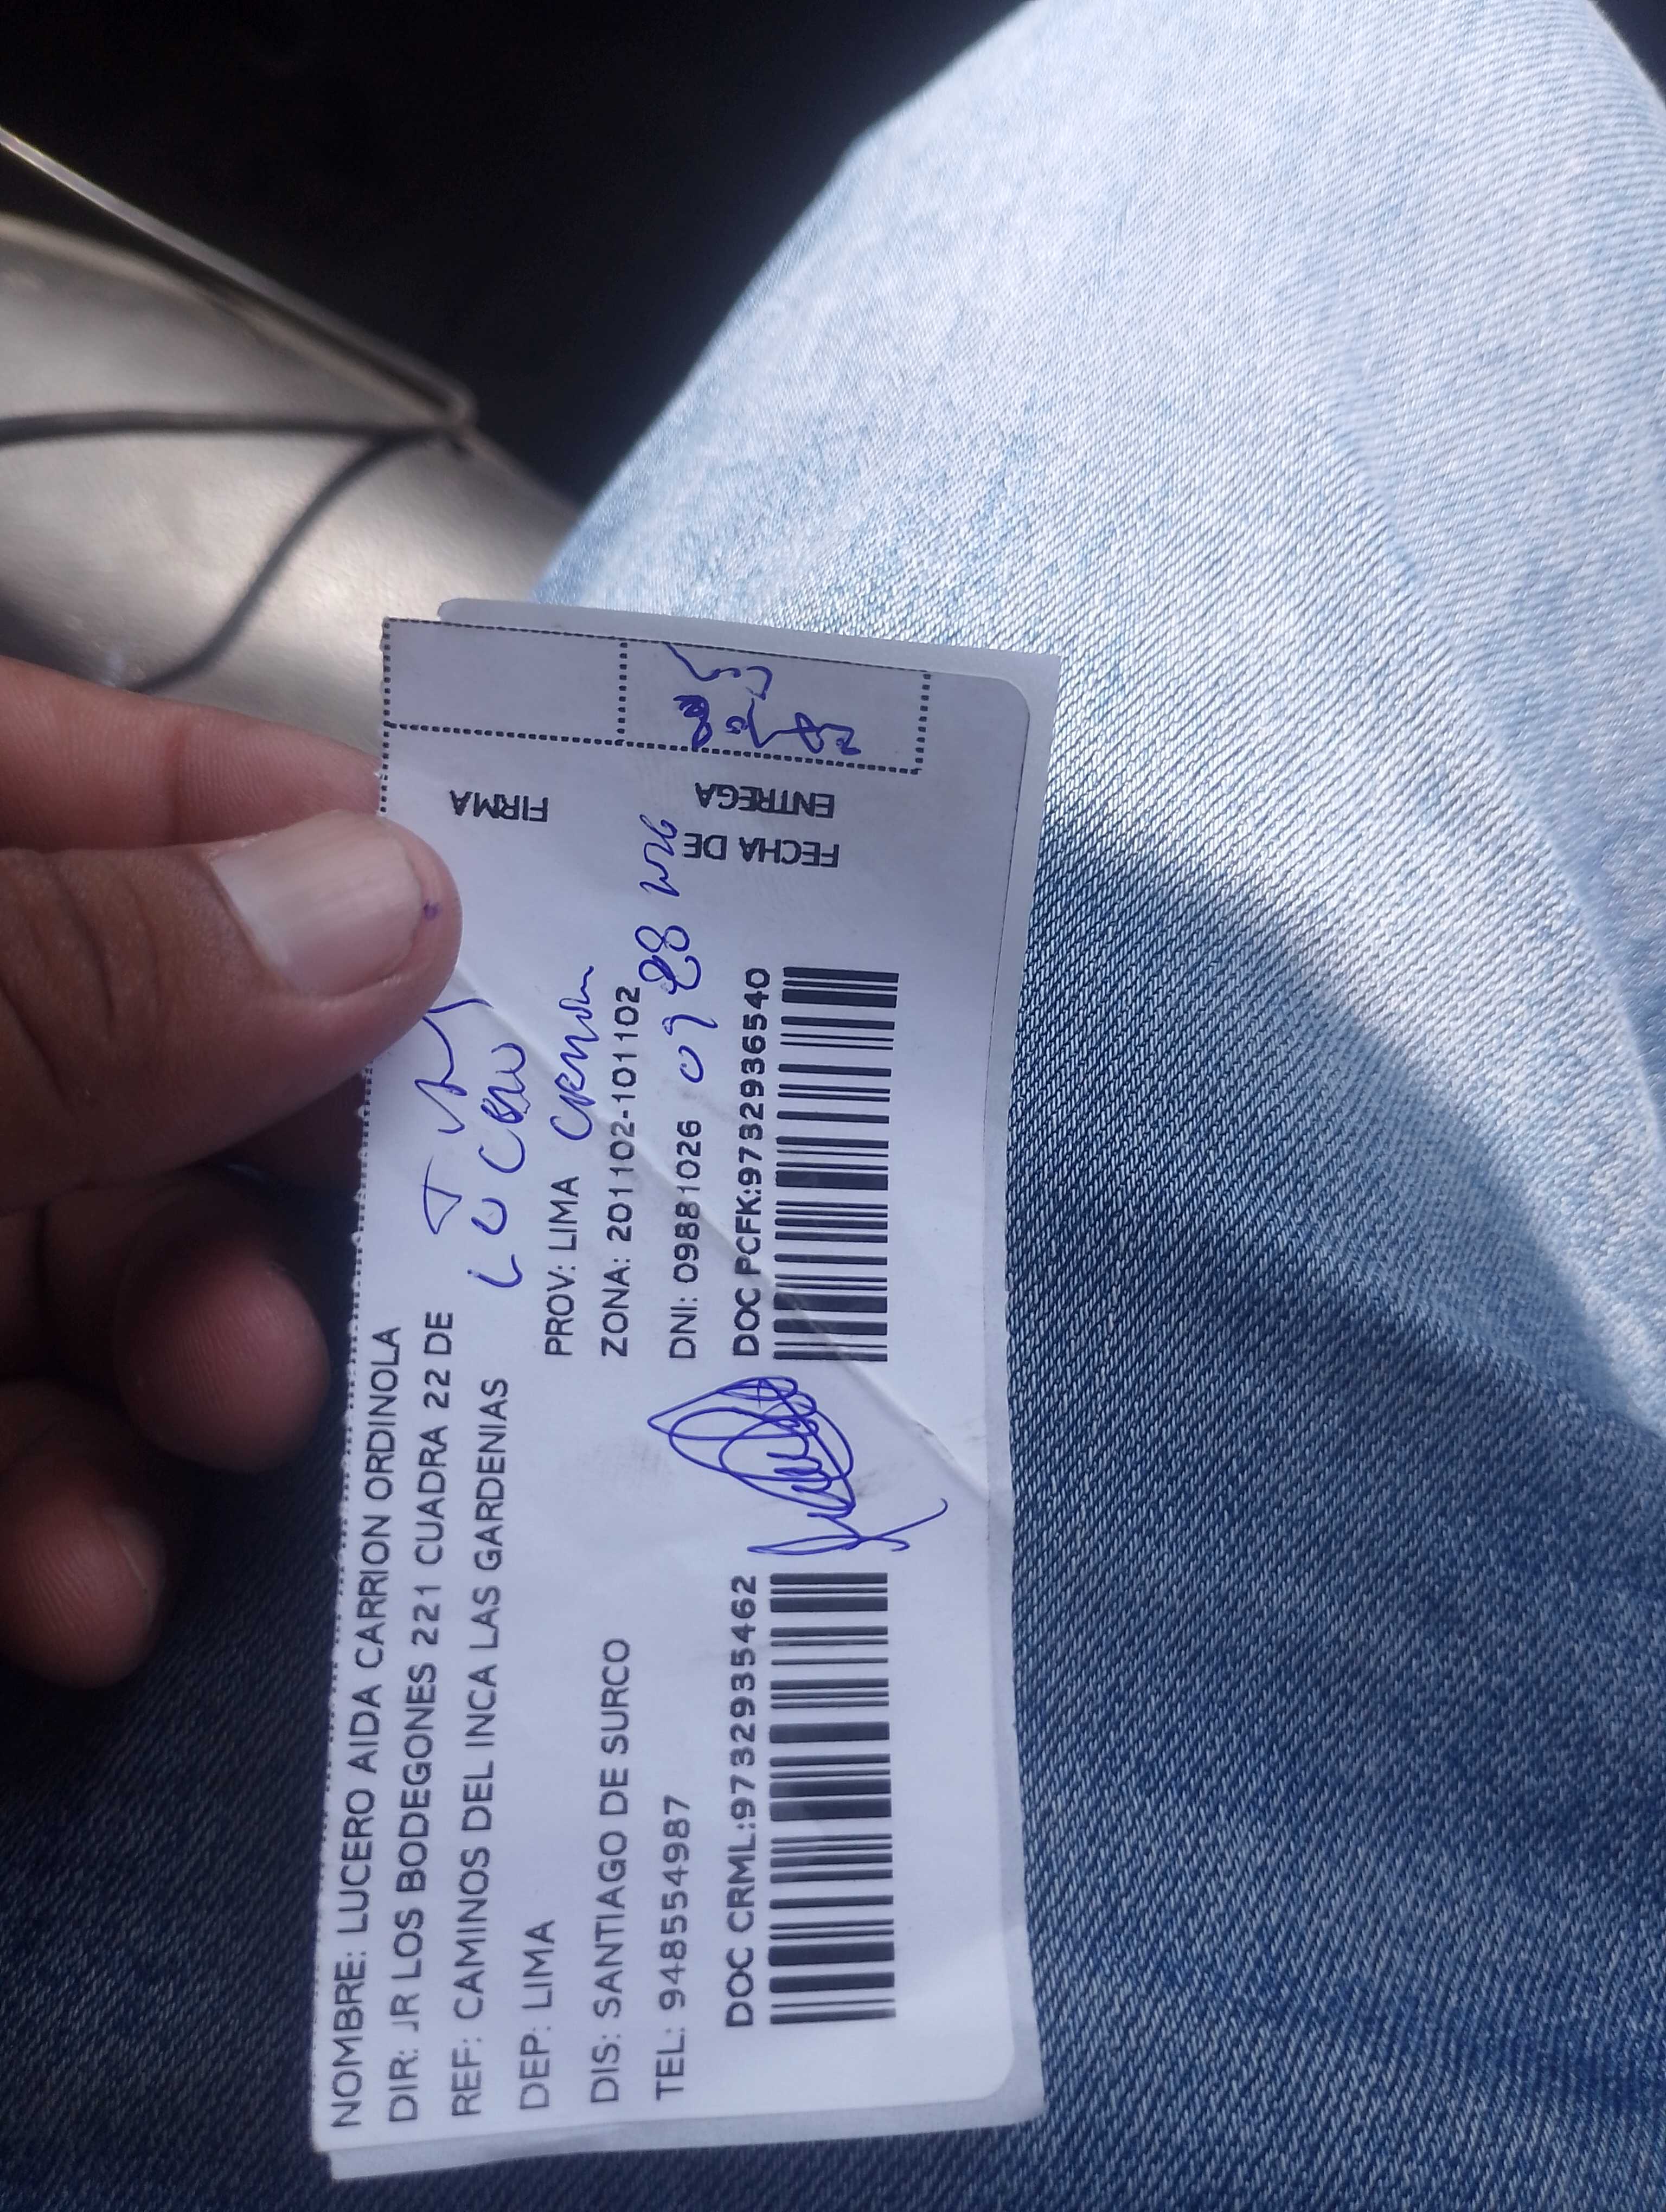 NOMBRE: LUCERO AIDA CARRION ORDINOLA
DIR: JR LOS BODEGONES 221 CUADRA 22 DE
REF: CAMINOS DEL INCA LAS GARDENIAS
DEP: LIMA
PROV: LIMA
DIS: SANTIAGO DE SURCO
ZONA: 201102-101102
TEL: 948554987
DNI: 09881026
DOC CRML:9732935462
DOC PCFK:9732936540
FECHA DE
ENTREGA
FIRMA